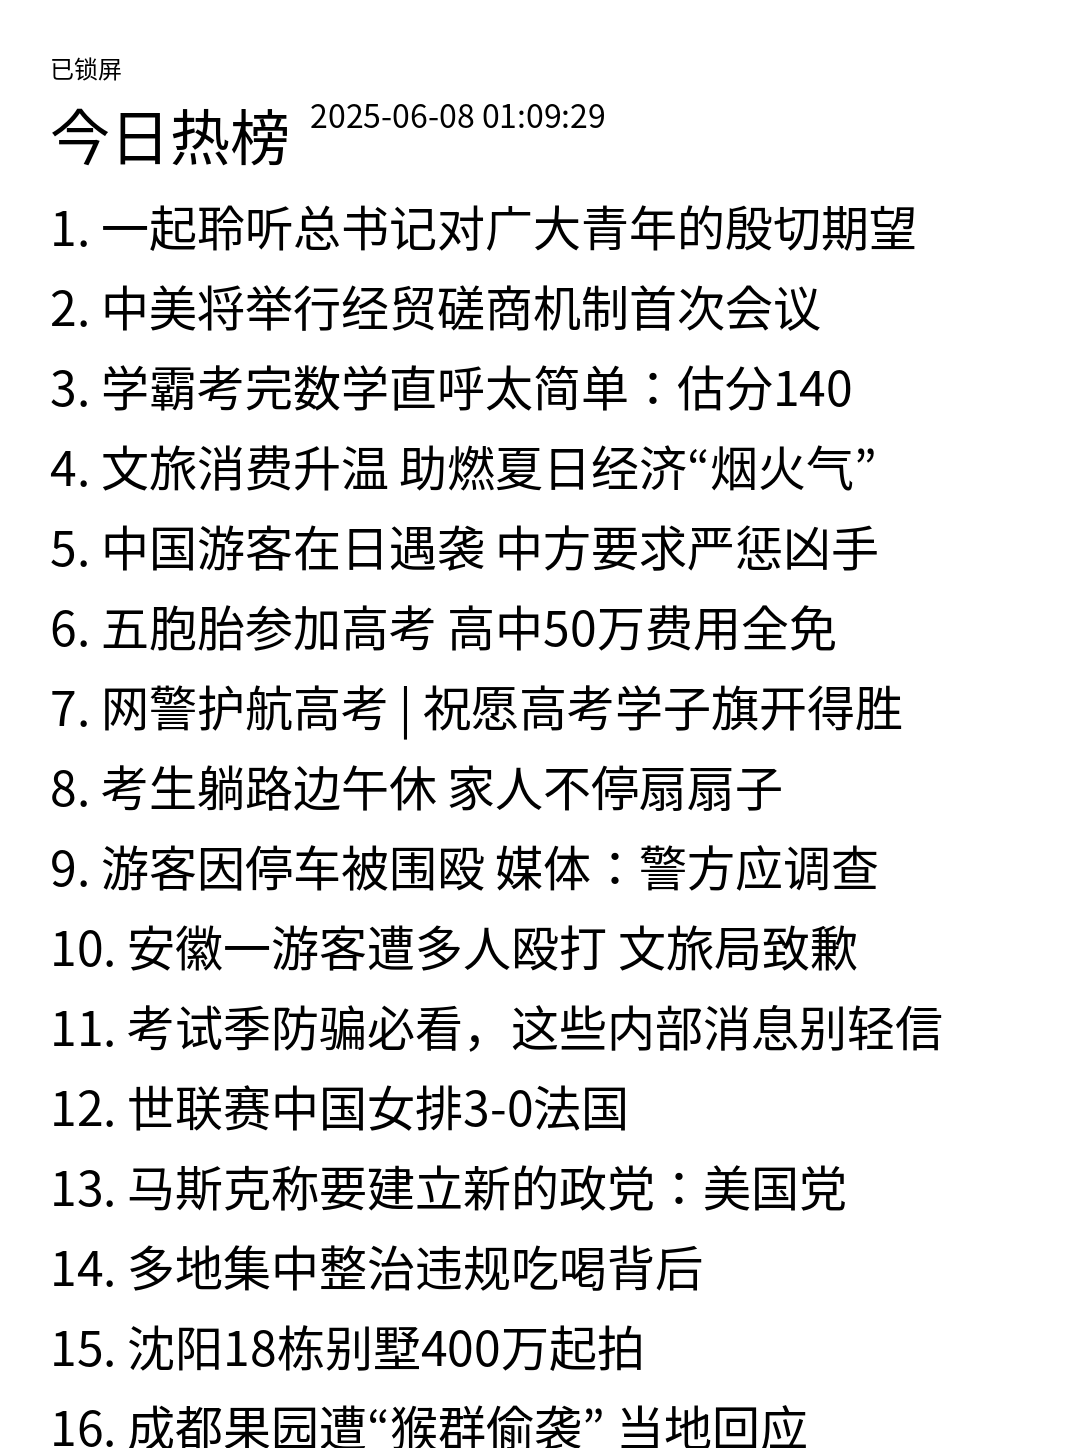 已锁屏
今日热榜 2025-06-08 01:09:29
1. 一起聆听总书记对广大青年的殷切期望
2. 中美将举行经贸磋商机制首次会议
3. 学霸考完数学直呼太简单：估分140
4. 文旅消费升温 助燃夏日经济“烟火气”
5. 中国游客在日遇袭 中方要求严惩凶手
6. 五胞胎参加高考 高中50万费用全免
7. 网警护航高考 | 祝愿高考学子旗开得胜
8. 考生躺路边午休 家人不停扇扇子
9. 游客因停车被围殴 媒体：警方应调查
10. 安徽一游客遭多人殴打 文旅局致歉
11. 考试季防骗必看，这些内部消息别轻信
12. 世联赛中国女排3-0法国
13. 马斯克称要建立新的政党：美国党
14. 多地集中整治违规吃喝背后
15. 沈阳18栋别墅400万起拍
16. 成都果园遭“猴群偷袭” 当地回应